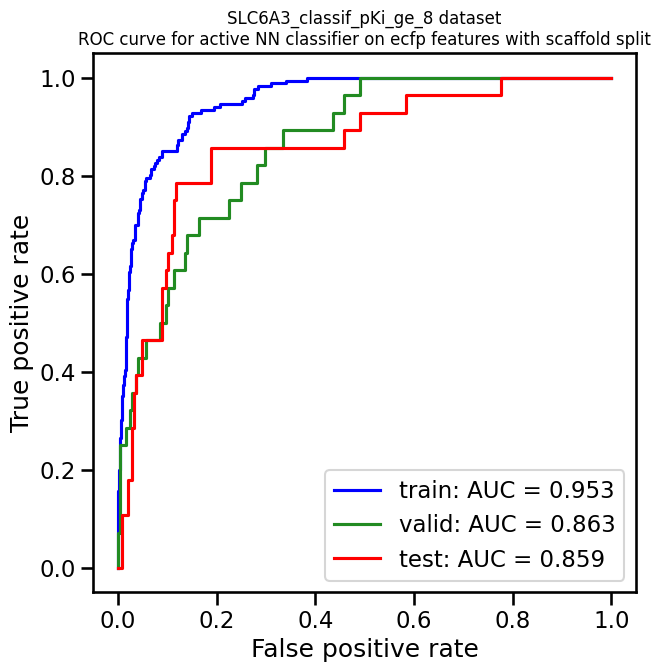 SLC6A3_classif_pKi_ge_8 dataset
ROC curve for active NN classifier on ecfp features with scaffold split
True positive rate
1.0
0.8
0.6
0.4
0.2
0.0
train: AUC = 0.953
valid: AUC = 0.863
test: AUC = 0.859
0.0 0.2 0.4 0.6 0.8 1.0
False positive rate